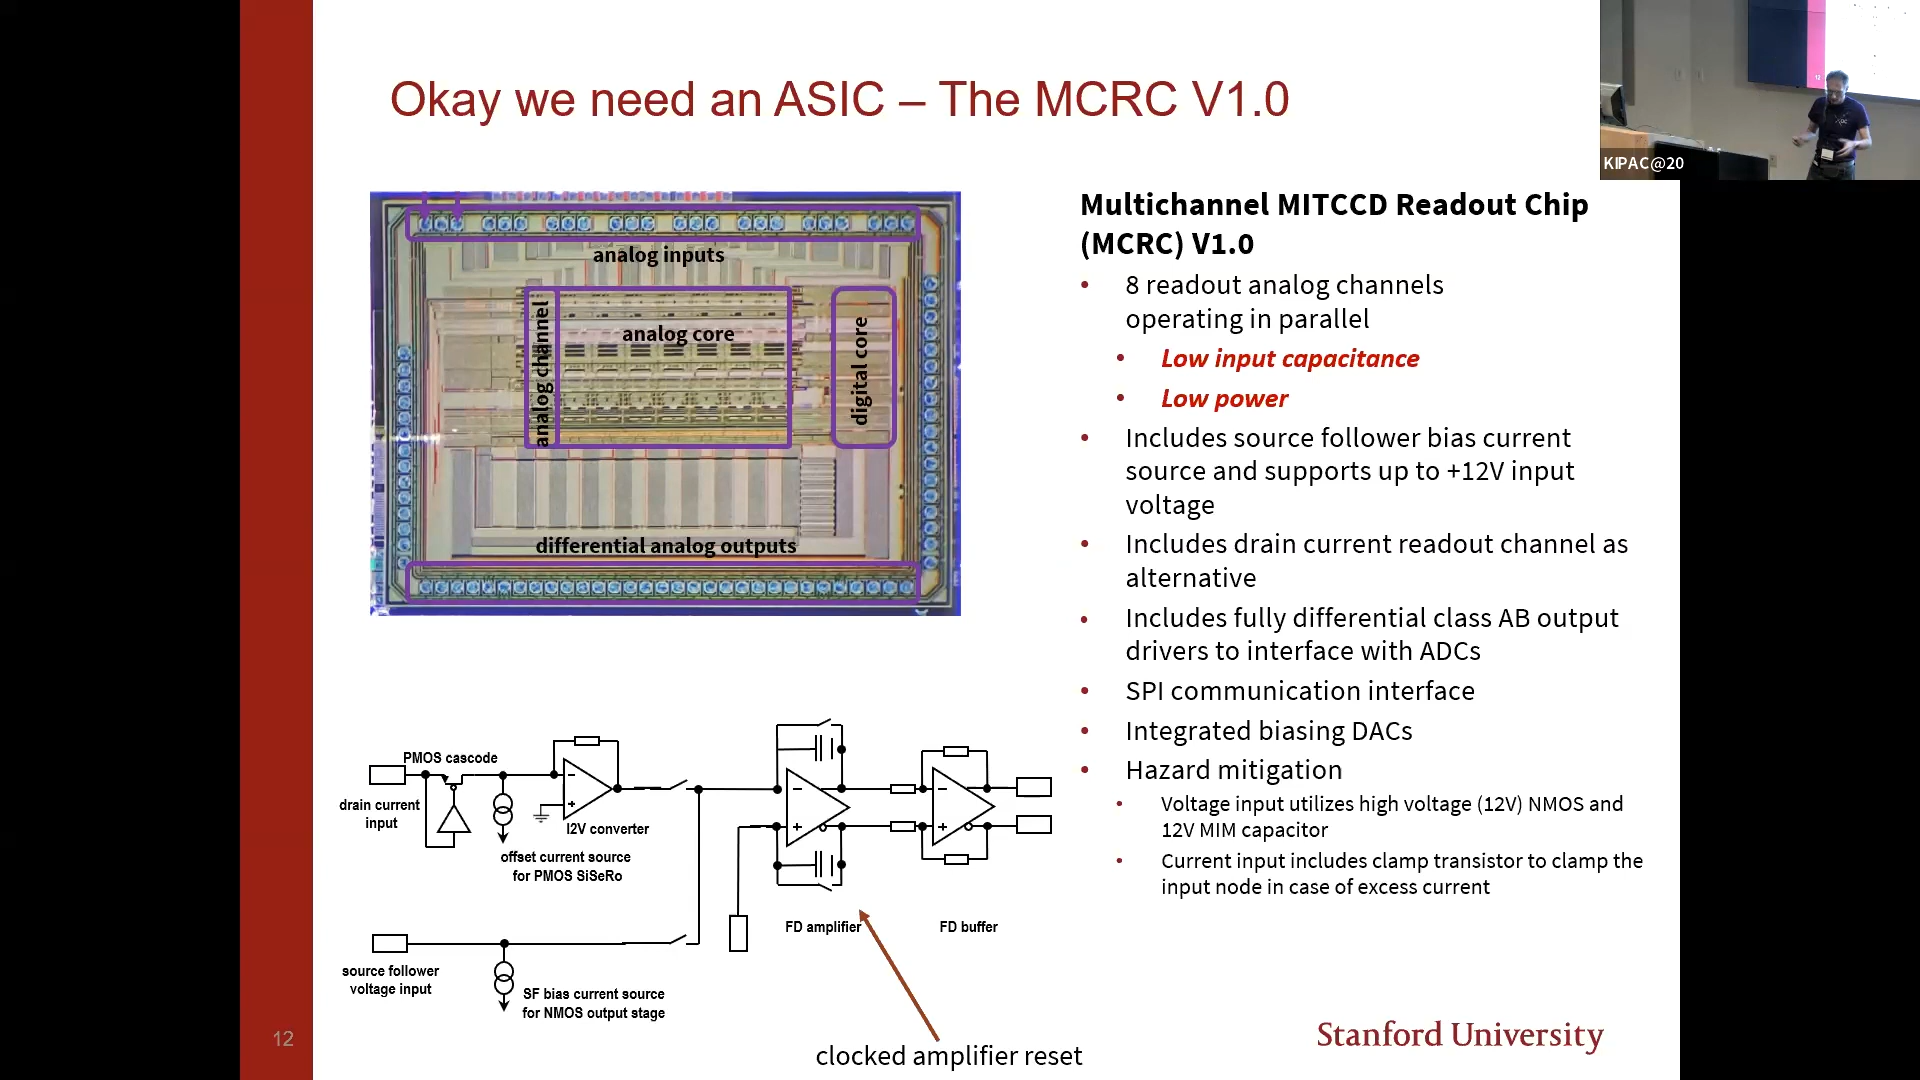 Okay we need an ASIC – The MCRC V1.0
KIPAC@20
analog inputs
analog channel
analog core
digital core
differential analog outputs
Multichannel MITCCD Readout Chip
(MCRC) V1.0
• 8 readout analog channels
operating in parallel
• Low input capacitance
• Low power
• Includes source follower bias current
source and supports up to +12V input
voltage
• Includes drain current readout channel as
alternative
• Includes fully differential class AB output
drivers to interface with ADCs
• SPI communication interface
• Integrated biasing DACs
• Hazard mitigation
• Voltage input utilizes high voltage (12V) NMOS and
12V MIM capacitor
• Current input includes clamp transistor to clamp the
input node in case of excess current
PMOS cascode
drain current
input
I2V converter
offset current source
for PMOS SiSeRo
FD amplifier
FD buffer
source follower
voltage input
SF bias current source
for NMOS output stage
clocked amplifier reset
12
Stanford University